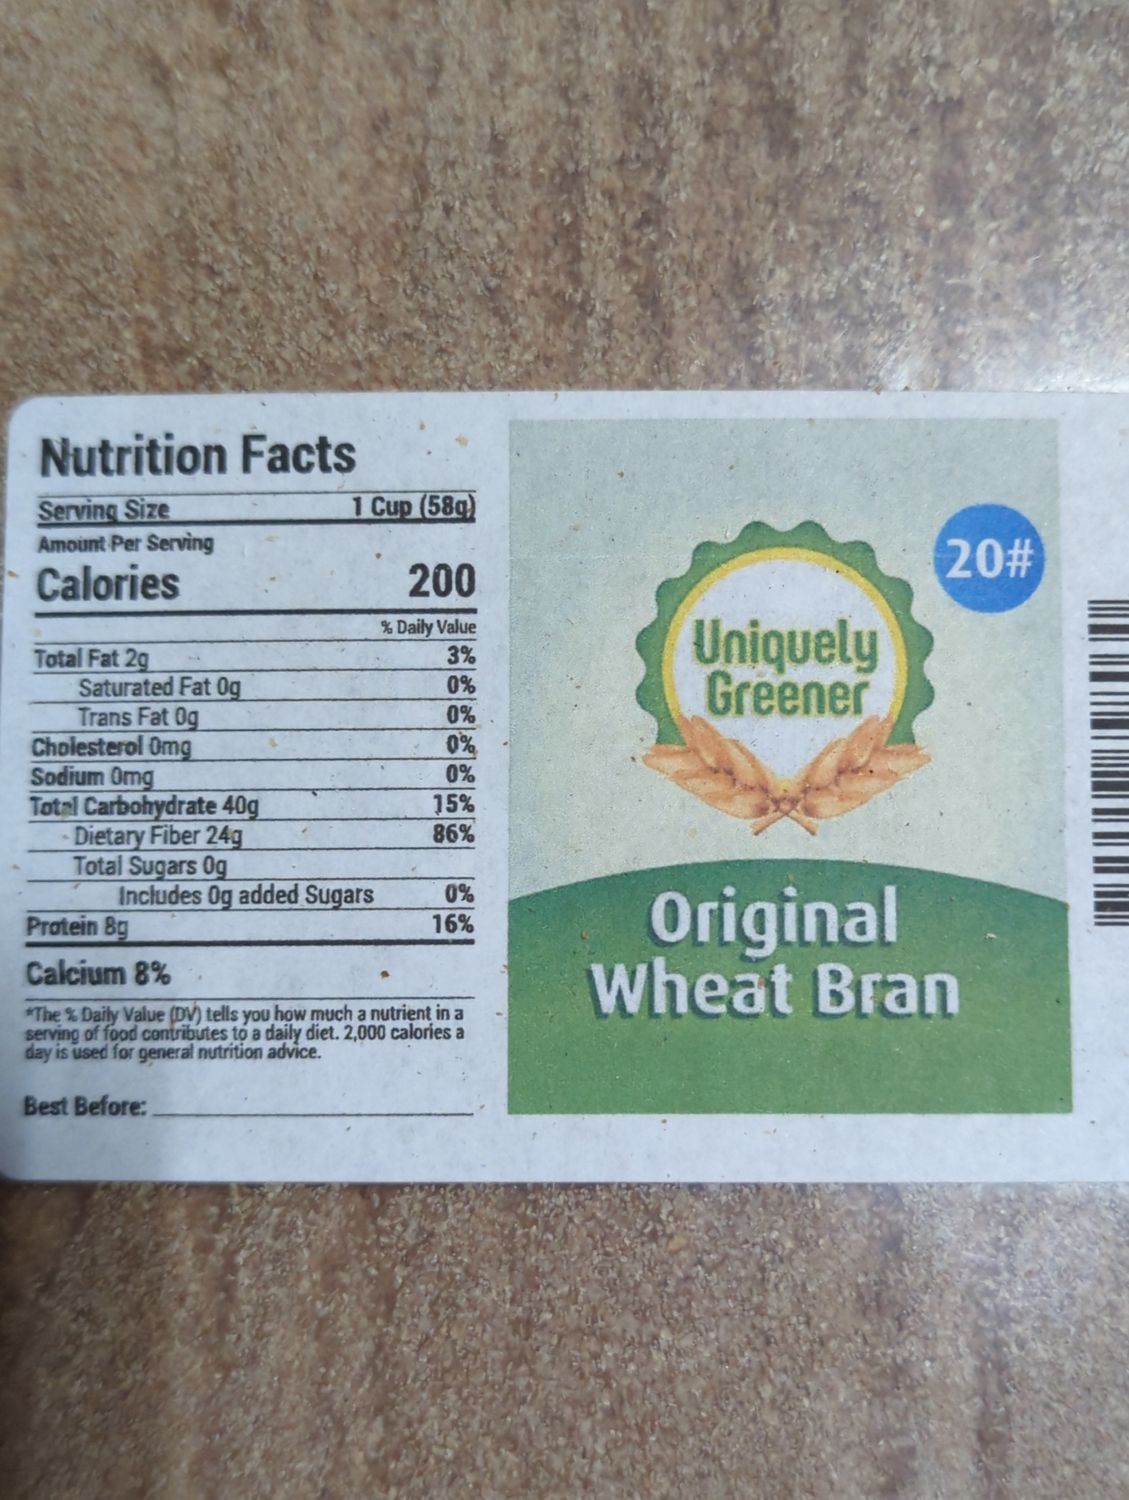 Nutrition Facts
Serving Size 1 Cup (58g)
Amount Per Serving
Calories 200
% Daily Value
Total Fat 2g 3%
Saturated Fat 0g 0%
Trans Fat 0g 0%
Cholesterol 0mg 0%
Sodium 0mg 0%
Total Carbohydrate 40g 15%
Dietary Fiber 24g 86%
Total Sugars 0g
Includes 0g added Sugars 0%
Protein 8g 16%
Calcium 8%
*The % Daily Value (DV) tells you how much a nutrient in a
serving of food contributes to a daily diet. 2,000 calories a
day is used for general nutrition advice.
Best Before:
20#
Uniquely
Greener
Original
Wheat Bran